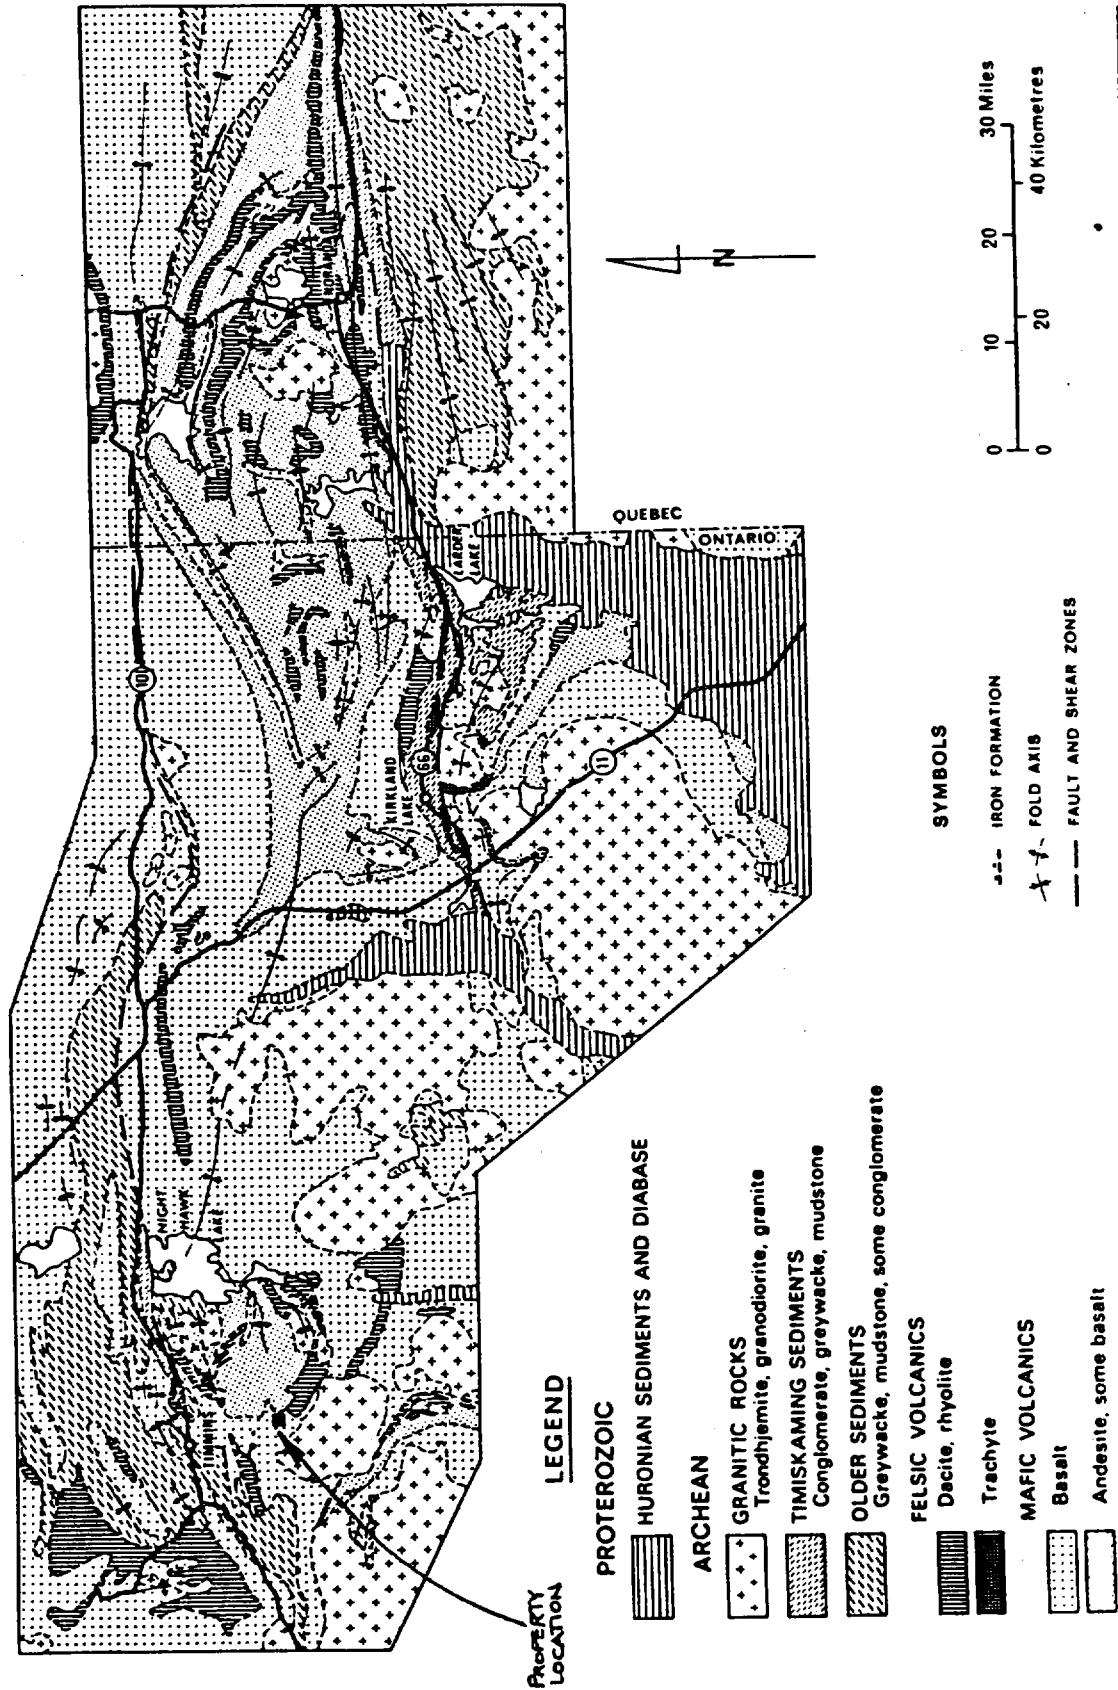 QUEBEC
ONTARIO
NORANDA
LARDER
LAKE
KIRKLAND
LAKE
101
66
11
NIGHT
HAWK
LAKE
TIMMINS
N
PROPERTY
LOCATION
LEGEND
PROTEROZOIC
HURONIAN SEDIMENTS AND DIABASE
ARCHEAN
GRANITIC ROCKS
Trondhjemite, granodiorite, granite
TIMISKAMING SEDIMENTS
Conglomerate, greywacke, mudstone
OLDER SEDIMENTS
Greywacke, mudstone, some conglomerate
FELSIC VOLCANICS
Dacite, rhyolite
Trachyte
MAFIC VOLCANICS
Basalt
Andesite, some basalt
SYMBOLS
IRON FORMATION
FOLD AXIS
FAULT AND SHEAR ZONES
0 10 20 30 Miles
0 20 40 Kilometres